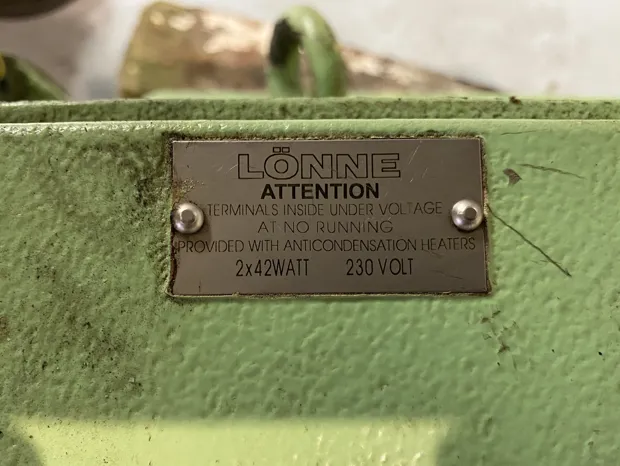 LÖNNE
ATTENTION
TERMINALS INSIDE UNDER VOLTAGE
AT NO RUNNING
PROVIDED WITH ANTICONDENSATION HEATERS
2x42WATT 230 VOLT